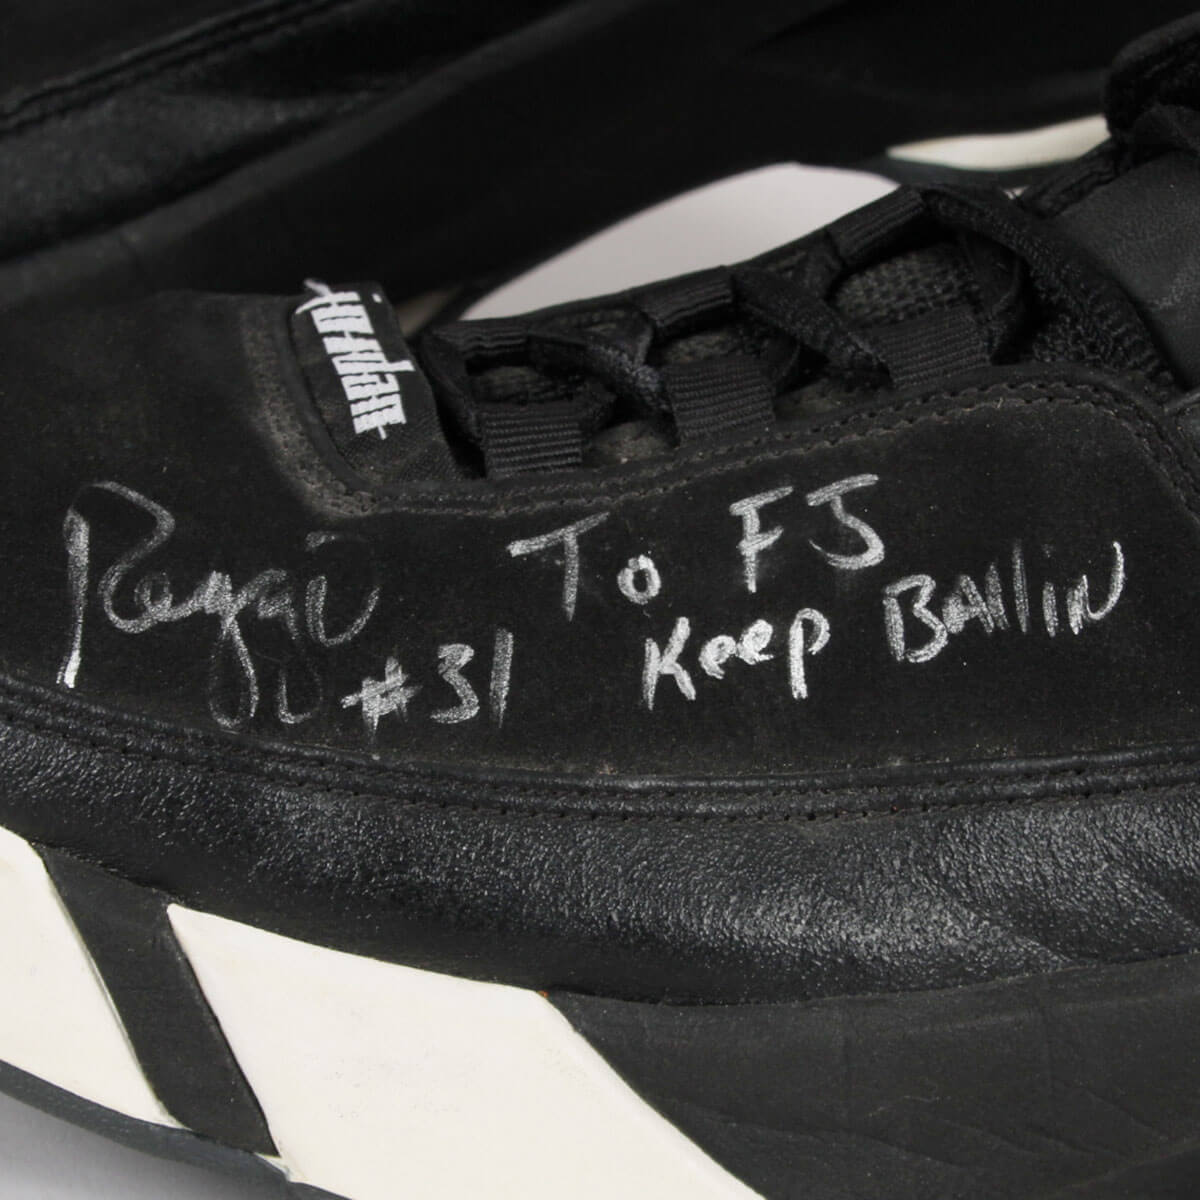 Reggie
#31
To FJ
Keep Ballin